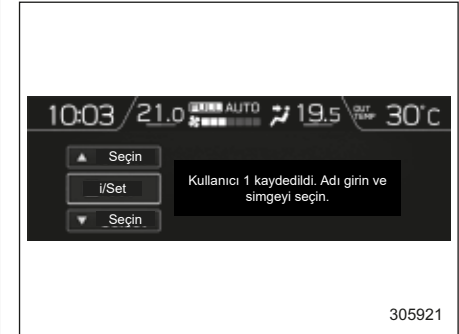 10:03 21.0 FULL AUTO 19.5 OUT TEMP 30°C
▲ Seçin
i/Set
▼ Seçin
Kullanıcı 1 kaydedildi. Adı girin ve
simgeyi seçin.
305921